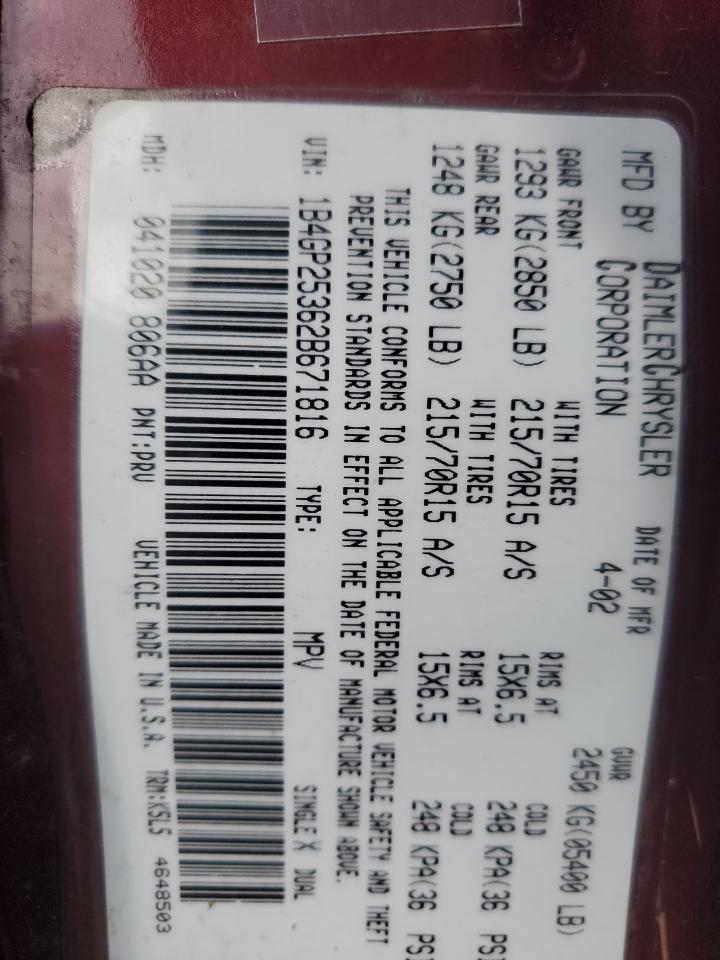 MFD BY DAIMLERCHRYSLER DATE OF MFR GVWR
CORPORATION 4-02 2450 KG(05400 LB)
GAWR FRONT WITH TIRES RIMS AT COLD
1293 KG(2850 LB) 215/70R15 A/S 15X6.5 248 KPA(36 PSI
GAWR REAR WITH TIRES RIMS AT COLD
1248 KG(2750 LB) 215/70R15 A/S 15X6.5 248 KPA(36 PSI
THIS VEHICLE CONFORMS TO ALL APPLICABLE FEDERAL MOTOR VEHICLE SAFETY AND THEFT
PREVENTION STANDARDS IN EFFECT ON THE DATE OF MANUFACTURE SHOWN ABOVE.
VIN: 1B4GP25362B671816 TYPE: MPV SINGLE X DUAL
MDH: 041020 806AA PNT:PRV VEHICLE MADE IN U.S.A. TRM:K5L5 4648503